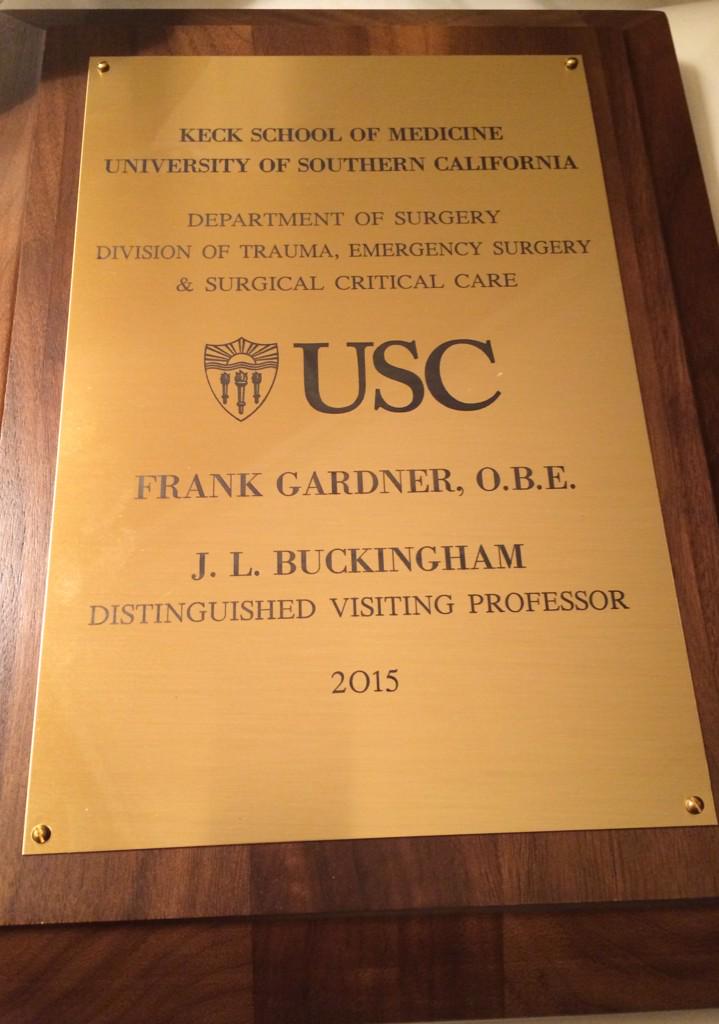 KECK SCHOOL OF MEDICINE
UNIVERSITY OF SOUTHERN CALIFORNIA
DEPARTMENT OF SURGERY
DIVISION OF TRAUMA, EMERGENCY SURGERY
& SURGICAL CRITICAL CARE
USC
FRANK GARDNER, O.B.E.
J. L. BUCKINGHAM
DISTINGUISHED VISITING PROFESSOR
2015